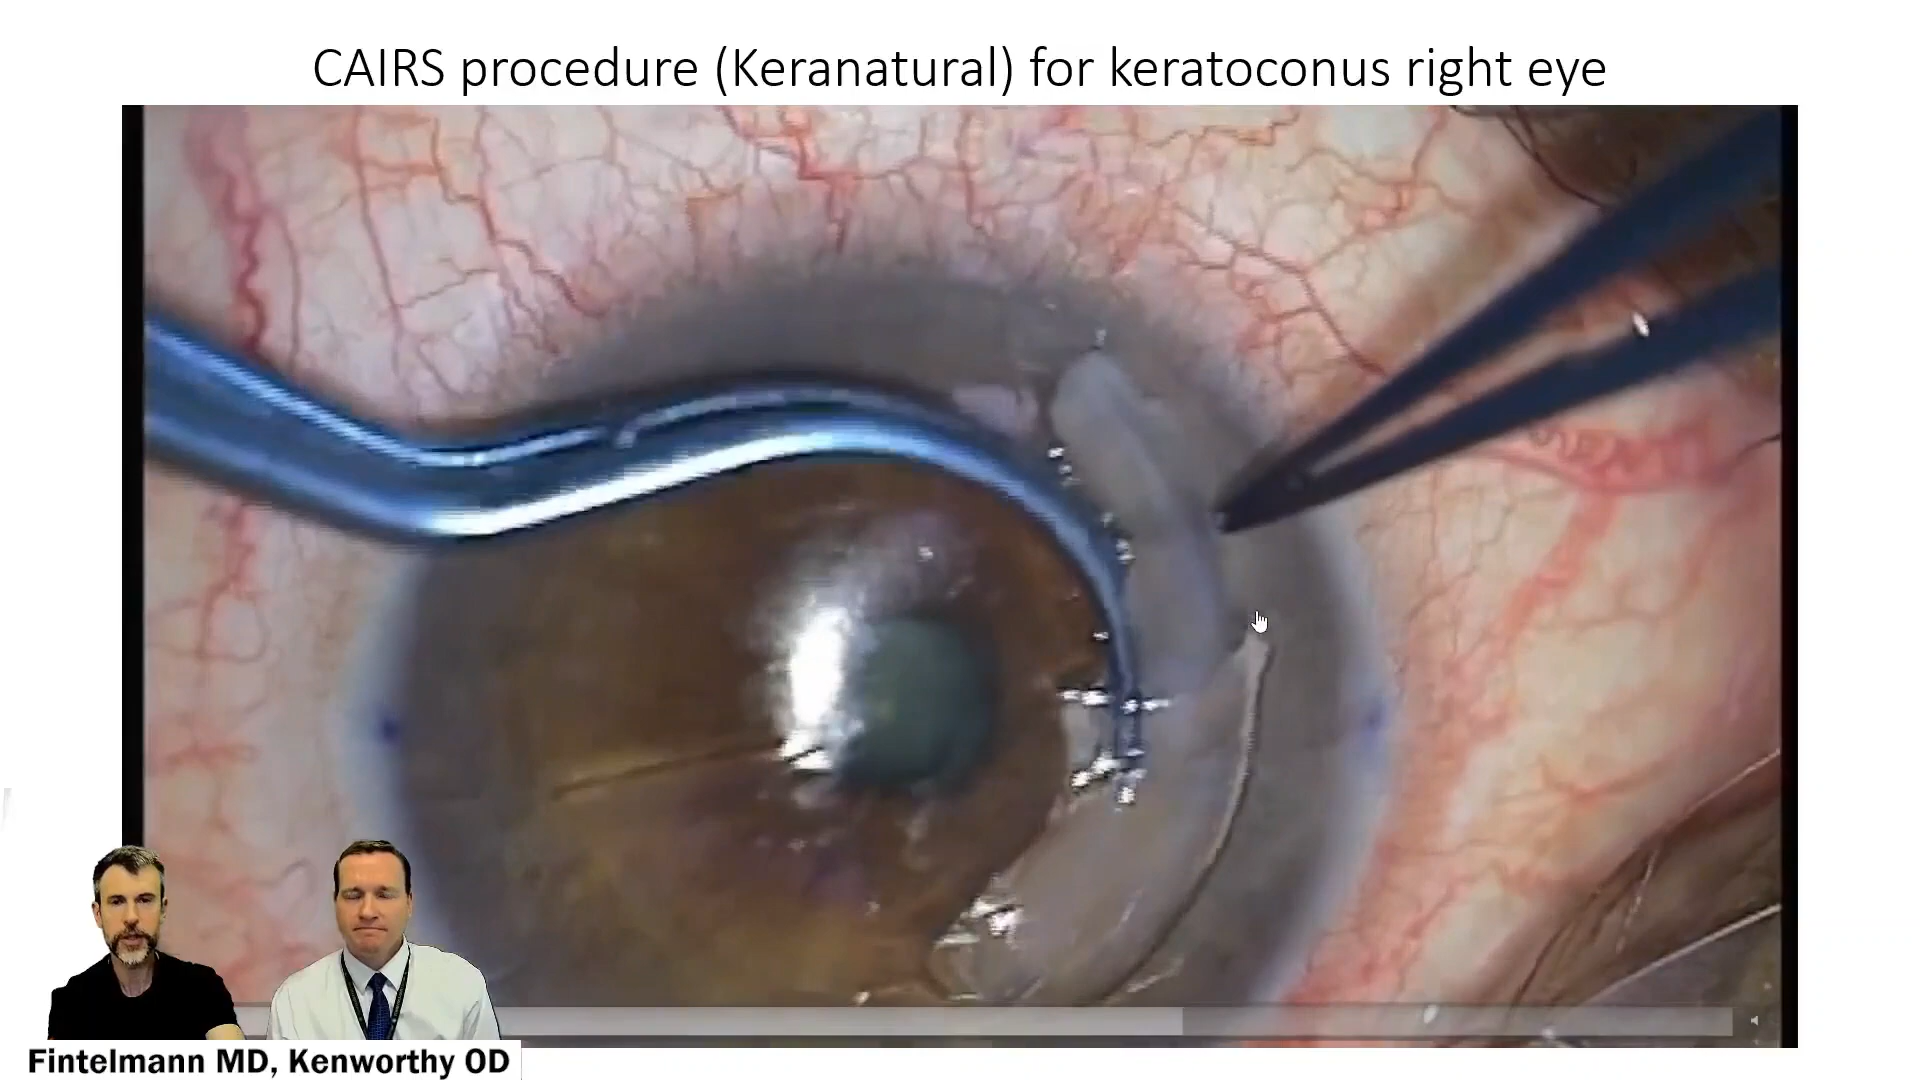 CAIRS procedure (Keranatural) for keratoconus right eye
Fintelmann MD, Kenworthy OD